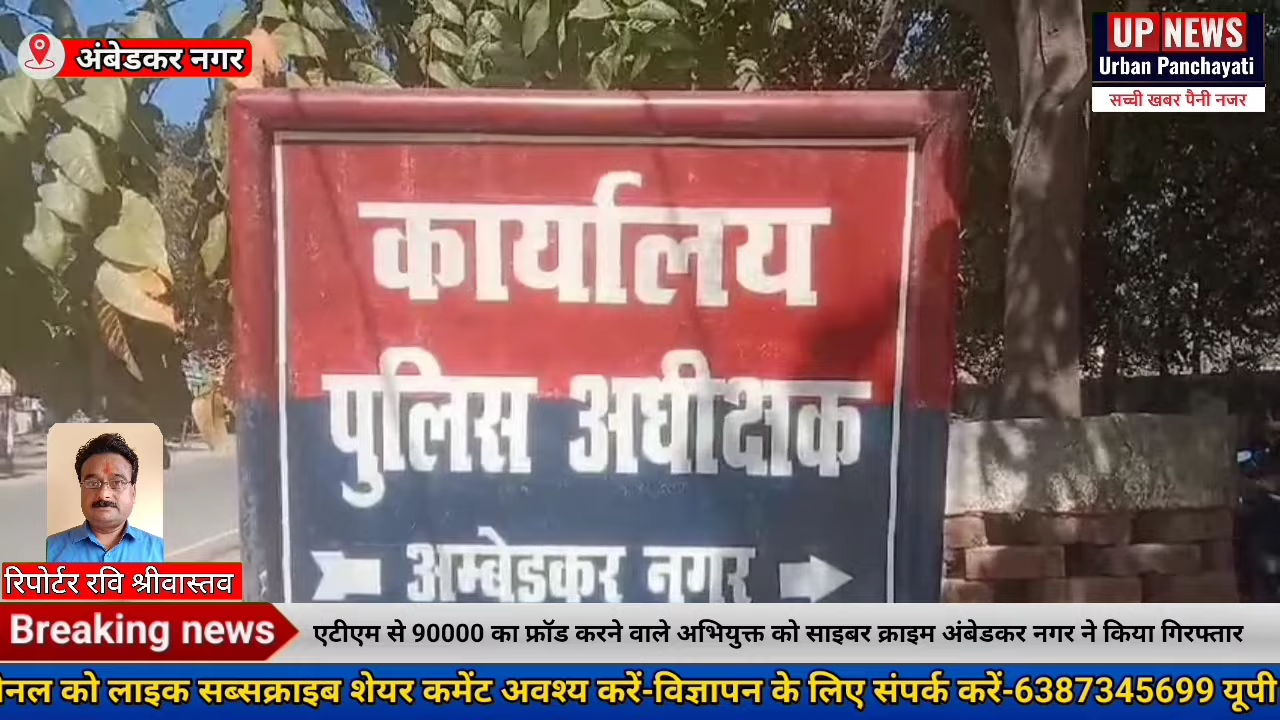 अंबेडकर नगर
UP NEWS
Urban Panchayati
सच्ची खबर पैनी नजर
कार्यालय
पुलिस अधीक्षक
अम्बेडकर नगर
रिपोर्टर रवि श्रीवास्तव
Breaking news
एटीएम से 90000 का फ्रॉड करने वाले अभियुक्त को साइबर क्राइम अंबेडकर नगर ने किया गिरफ्तार
को लाइक सब्सक्राइब शेयर कमेंट अवश्य करें-विज्ञापन के लिए संपर्क करें-6387345699 यूपी